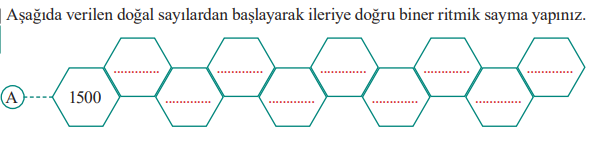 Aşağıda verilen doğal sayılardan başlayarak ileriye doğru biner ritmik sayma yapınız.
A 1500